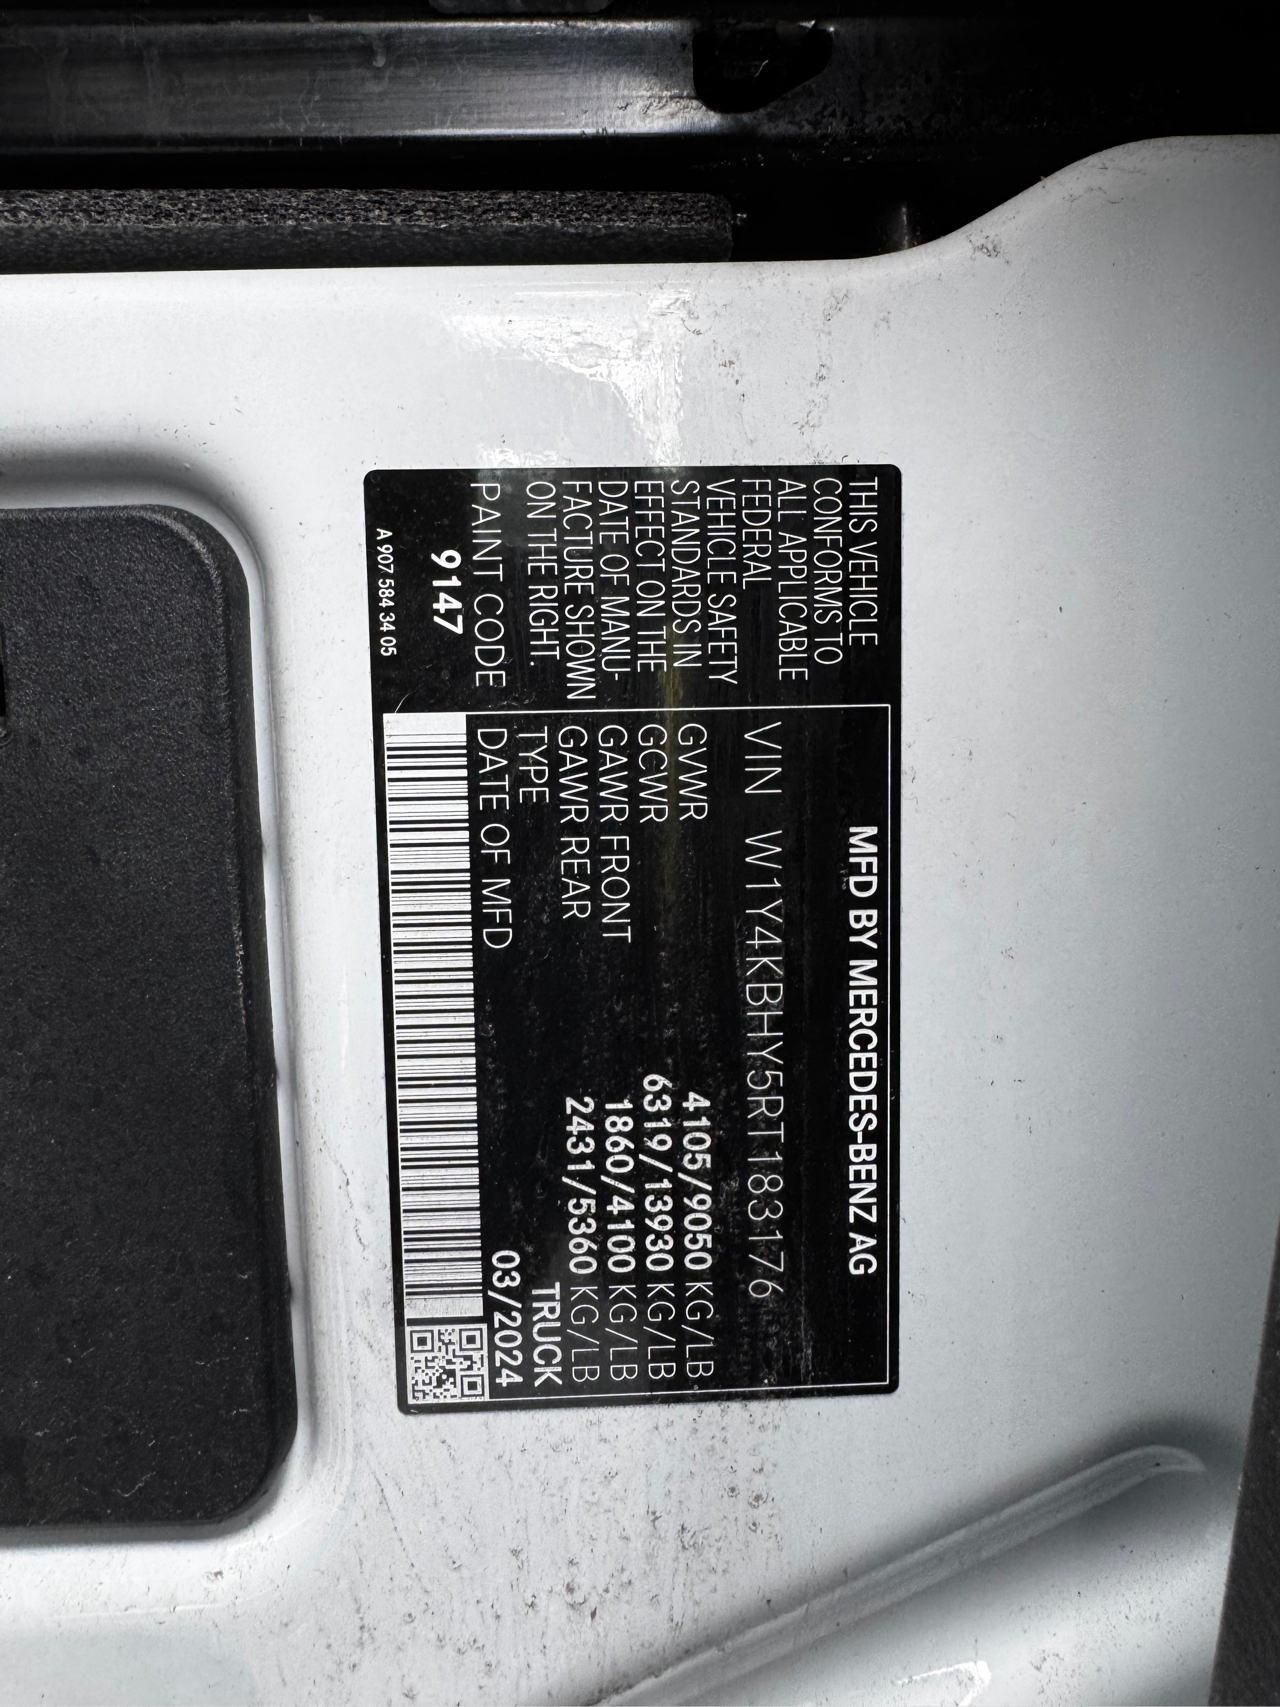 THIS VEHICLE
CONFORMS TO
ALL APPLICABLE
FEDERAL
VEHICLE SAFETY
STANDARDS IN
EFFECT ON THE
DATE OF MANU-
FACTURE SHOWN
ON THE RIGHT.
PAINT CODE
9147
A 907 584 34 05
MFD BY MERCEDES-BENZ AG
VIN W1Y4KBHY5RT183176
GVWR 4105/9050 KG/LB
GCWR 6319/13930 KG/LB
GAWR FRONT 1860/4100 KG/LB
GAWR REAR 2431/5360 KG/LB
TYPE TRUCK
DATE OF MFD 03/2024